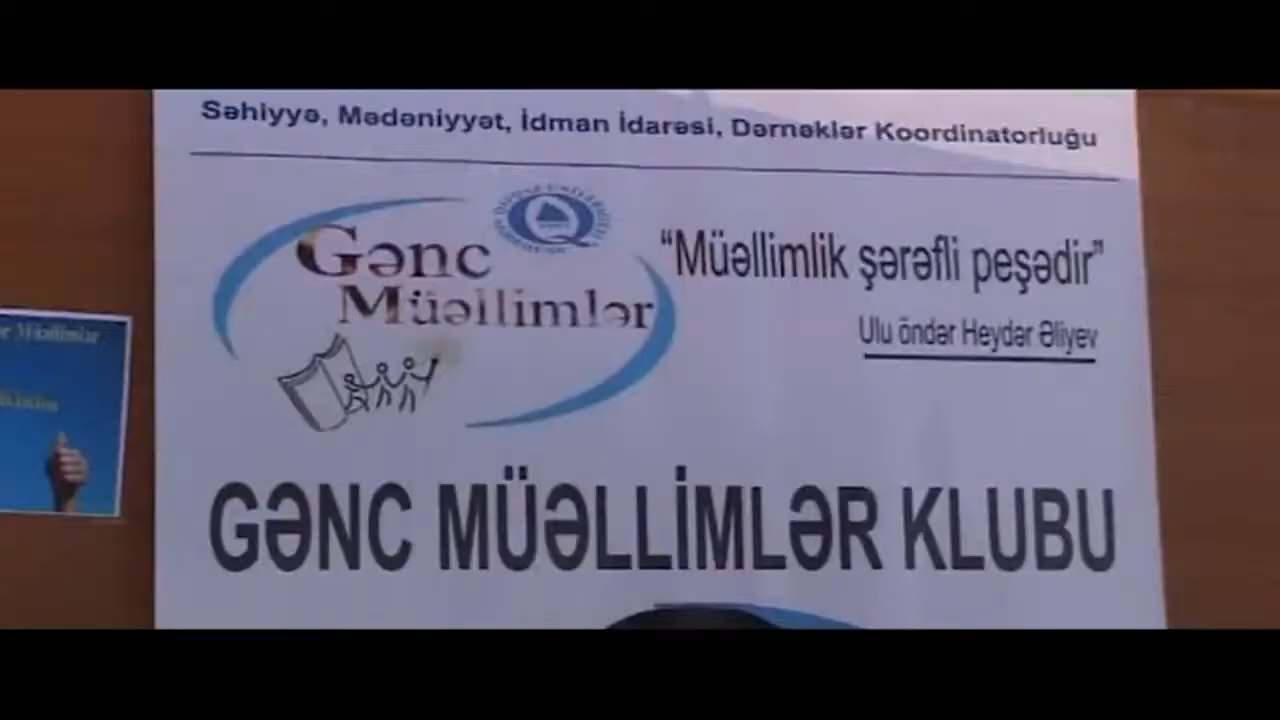 Səhiyyə, Mədəniyyət, İdman İdarəsi, Dərnəklər Koordinatorluğu
Gənc
Müəllimlər
“Müəllimlik şərəfli peşədir”
Ulu öndər Heydər Əliyev
Müəllimlər
GƏNC MÜƏLLİMLƏR KLUBU